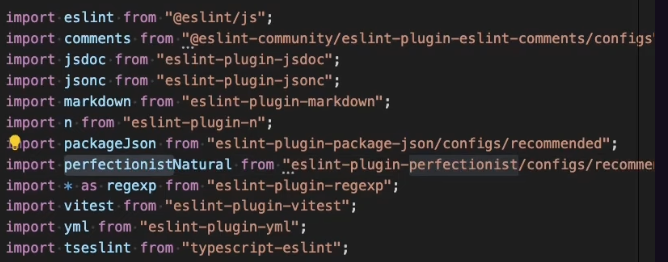 import eslint from "@eslint/js";
import comments from "@eslint-community/eslint-plugin-eslint-comments/configs"
import jsdoc from "eslint-plugin-jsdoc";
import jsonc from "eslint-plugin-jsonc";
import markdown from "eslint-plugin-markdown";
import n from "eslint-plugin-n";
import packageJson from "eslint-plugin-package-json/configs/recommended";
import perfectionistNatural from "eslint-plugin-perfectionist/configs/recomme
import * as regexp from "eslint-plugin-regexp";
import vitest from "eslint-plugin-vitest";
import yml from "eslint-plugin-yml";
import tseslint from "typescript-eslint";